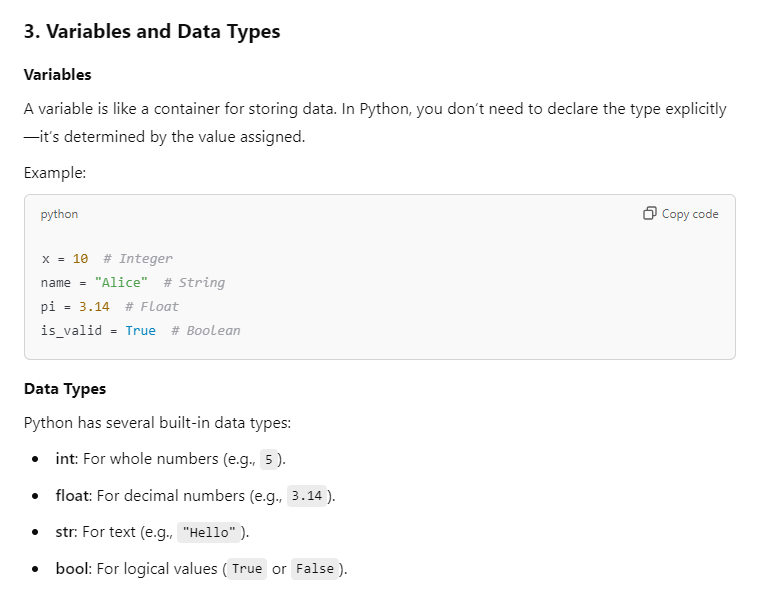 3. Variables and Data Types
Variables
A variable is like a container for storing data. In Python, you don't need to declare the type explicitly
—it's determined by the value assigned.
Example:
python Copy code
x = 10  # Integer
name = "Alice"  # String
pi = 3.14  # Float
is_valid = True  # Boolean
Data Types
Python has several built-in data types:
• int: For whole numbers (e.g., 5 ).
• float: For decimal numbers (e.g., 3.14 ).
• str: For text (e.g., "Hello" ).
• bool: For logical values ( True or False ).